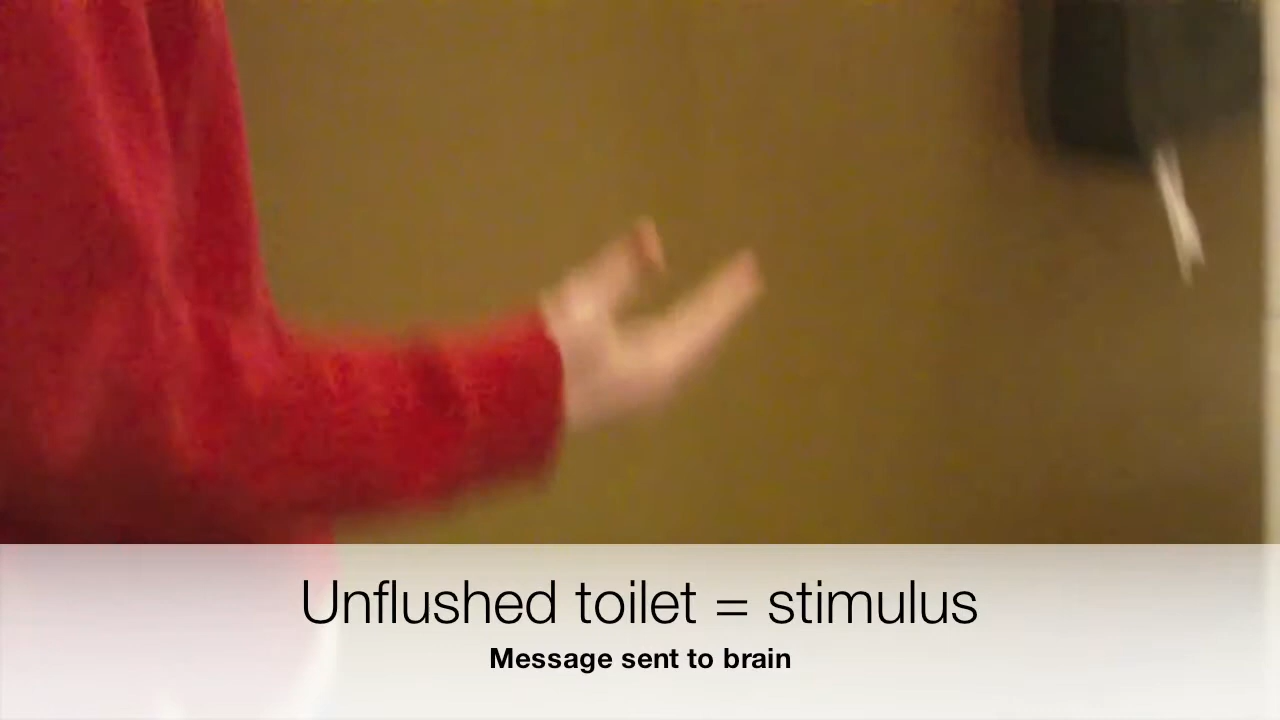 Unflushed toilet = stimulus
Message sent to brain